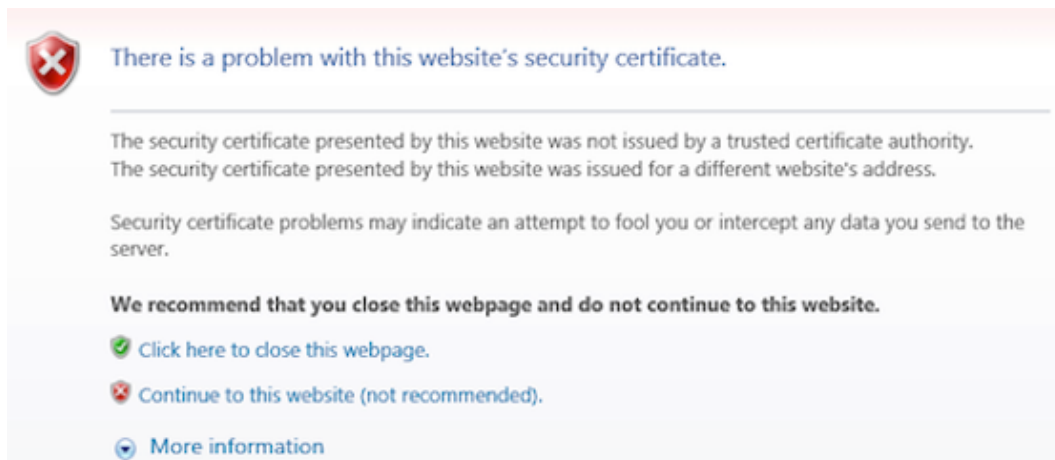 There is a problem with this website's security certificate.
The security certificate presented by this website was not issued by a trusted certificate authority.
The security certificate presented by this website was issued for a different website's address.
Security certificate problems may indicate an attempt to fool you or intercept any data you send to the
server.
We recommend that you close this webpage and do not continue to this website.
Click here to close this webpage.
Continue to this website (not recommended).
More information